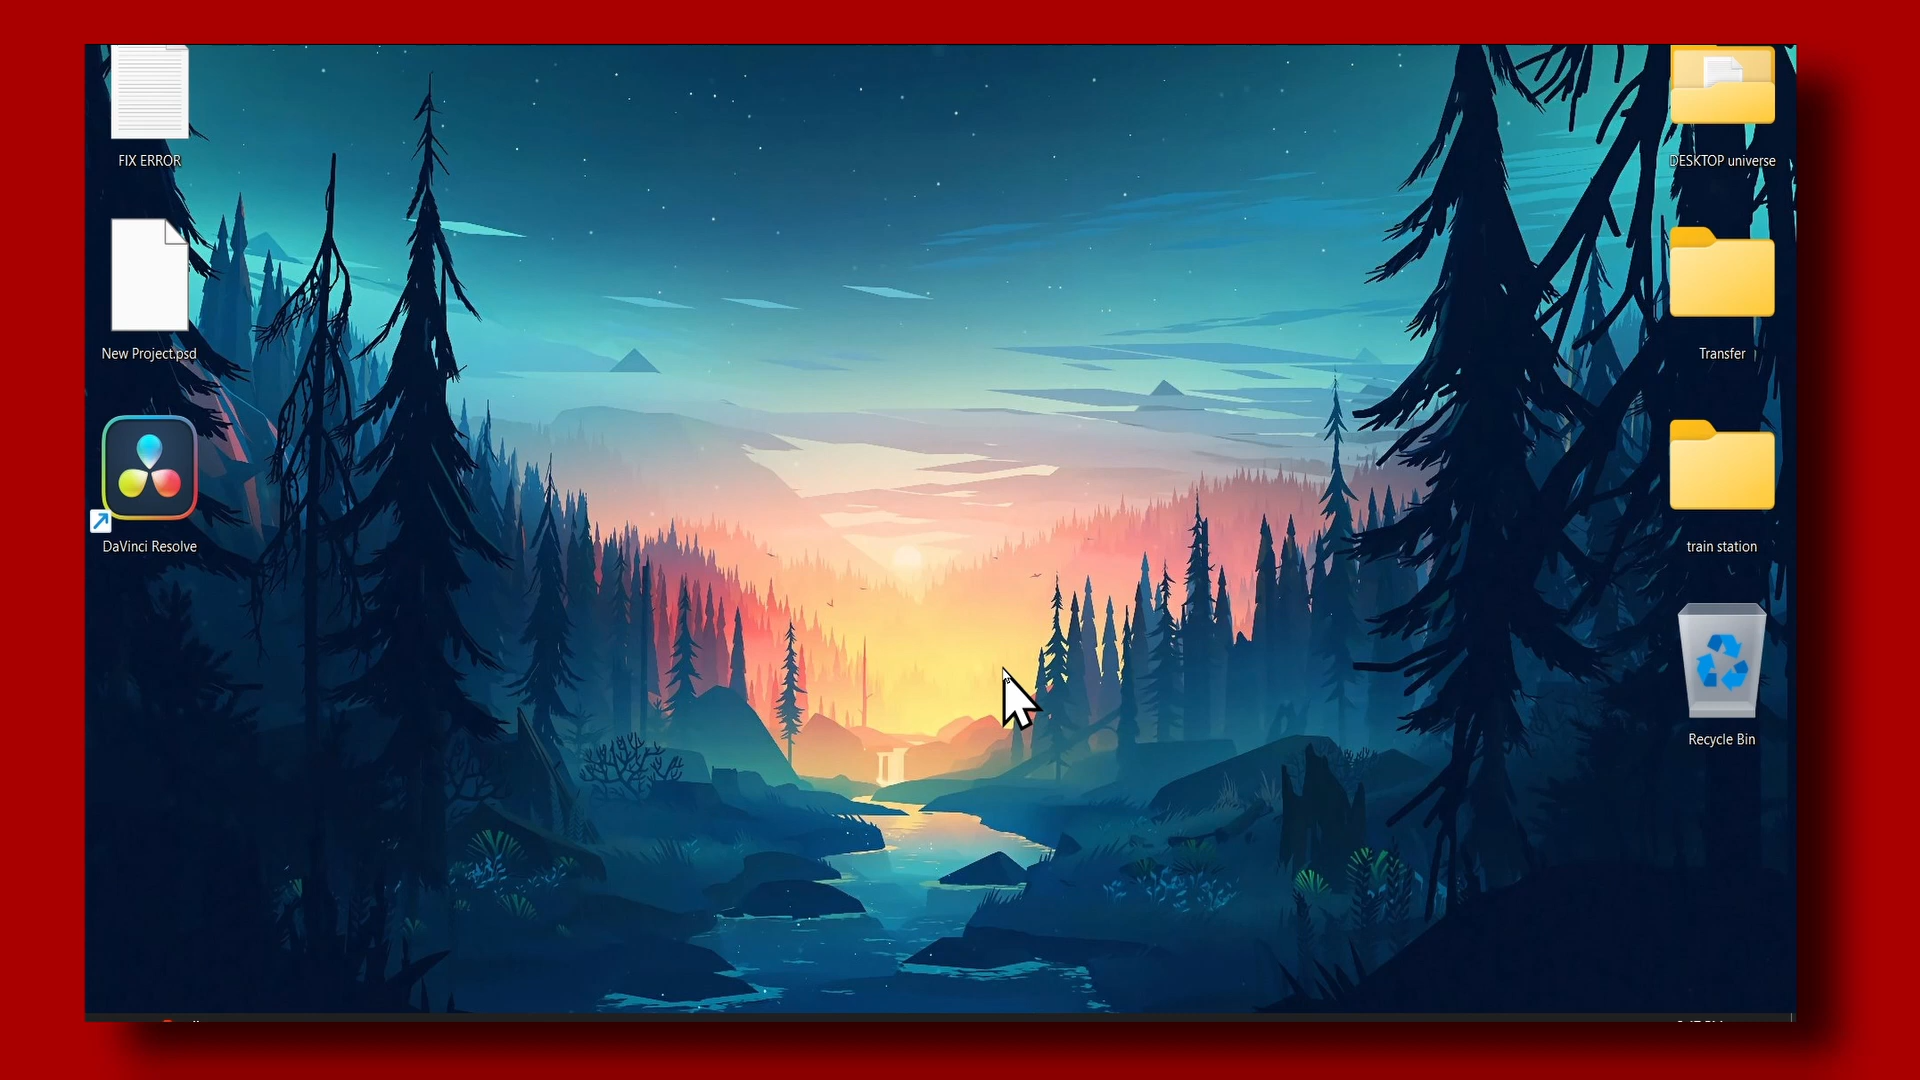 FIX ERROR
New Project.psd
DaVinci Resolve
DESKTOP universe
Transfer
train station
Recycle Bin